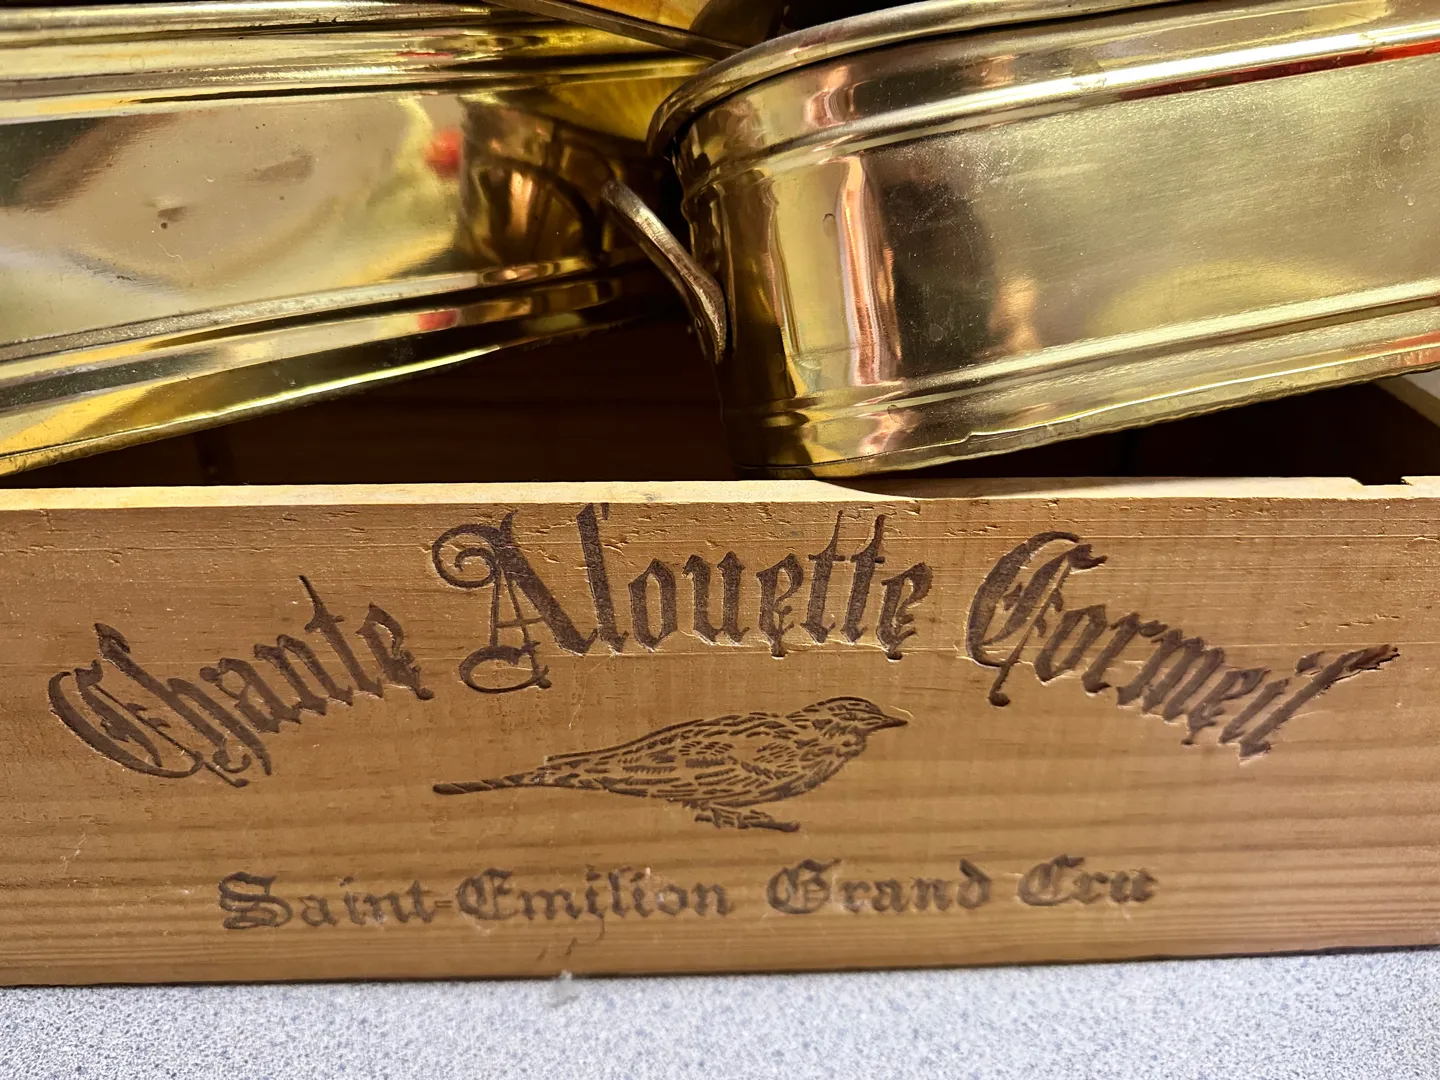 Chante Alouette Cormeil
Saint-Emilion Grand Cru